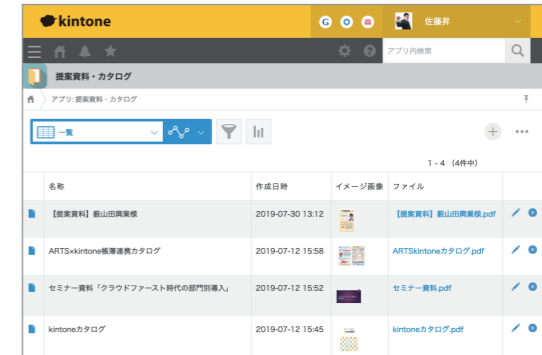 kintone
G
佐藤昇
アプリ内検索
提案資料・カタログ
アプリ: 提案資料・カタログ
一覧
1 - 4 (4件中)
名称 作成日時 イメージ画像 ファイル
【提案資料】薮山田興業様 2019-07-30 13:12 【提案資料】薮山田興業様.pdf
ARTS×kintone帳簿連携カタログ 2019-07-12 15:58 ARTSkintoneカタログ.pdf
セミナー資料「クラウドファースト時代の部門別導入」 2019-07-12 15:52 セミナー資料.pdf
kintoneカタログ 2019-07-12 15:45 kintoneカタログ.pdf